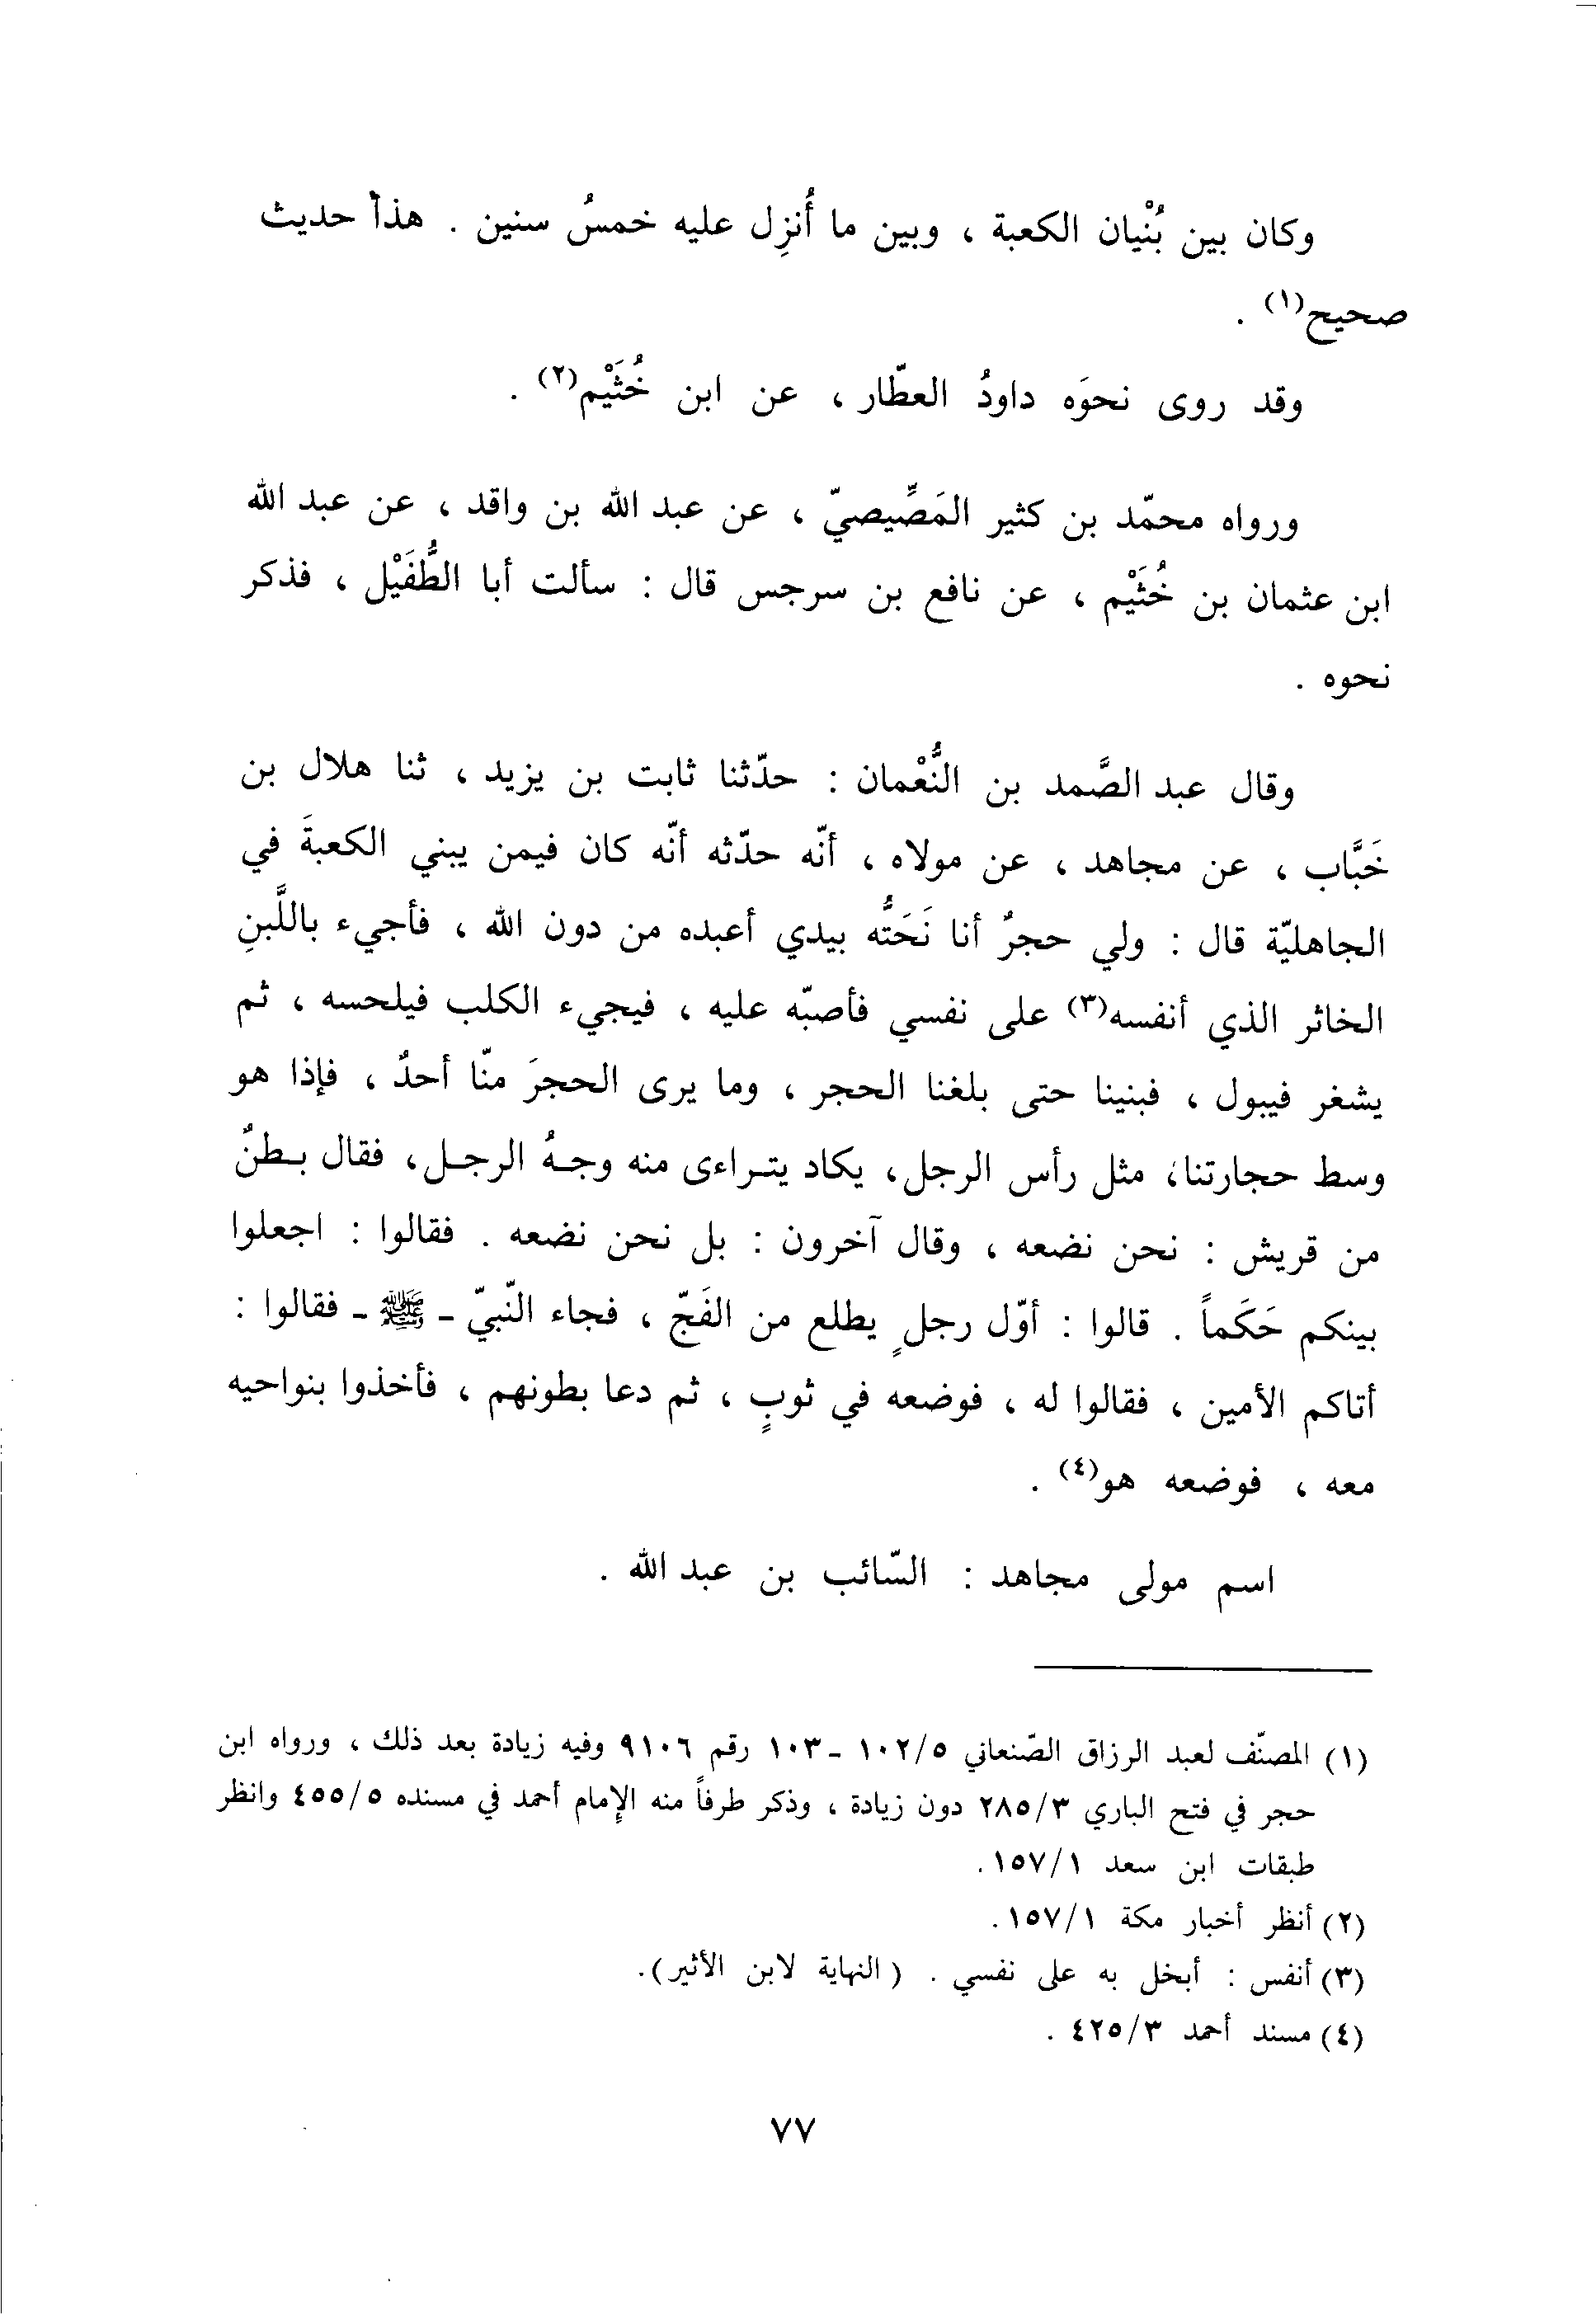 وكان بين بُنْيان الكعبة ، وبين ما أُنزِل عليه خمسُ سنين . هذا حديث
صحيح(١) .
وقد روى نحوَه داودُ العطّار ، عن ابن خُثَيْم(٢) .
ورواه محمّد بن كثير المَصِّيصيّ ، عن عبد الله بن واقد ، عن عبد الله
ابن عثمان بن خُثَيْم ، عن نافع بن سرجس قال : سألت أبا الطُّفَيْل ، فذكر
نحوه .
وقال عبد الصَّمد بن النُّعْمان : حدّثنا ثابت بن يزيد ، ثنا هلال بن
خَبَّاب ، عن مجاهد ، عن مولاه ، أنّه حدّثه أنّه كان فيمن يبني الكعبةَ في
الجاهليّة قال : ولي حجرٌ أنا نَحَتُّه بيدي أعبده من دون الله ، فأجيء باللَّبنِ
الخاثر الذي أنفسه(٣) على نفسي فأصبّه عليه ، فيجيء الكلب فيلحسه ، ثم
يشغر فيبول ، فبنينا حتى بلغنا الحجر ، وما يرى الحجرَ منّا أحدٌ ، فإذا هو
وسط حجارتنا، مثل رأس الرجل، يكاد يتراءى منه وجهُ الرجل، فقال بطنٌ
من قريش : نحن نضعه ، وقال آخرون : بل نحن نضعه . فقالوا : اجعلوا
بينكم حَكَماً . قالوا : أوّل رجلٍ يطلع من الفَجّ ، فجاء النّبيّ - ﷺ - فقالوا :
أتاكم الأمين ، فقالوا له ، فوضعه في ثوبٍ ، ثم دعا بطونهم ، فأخذوا بنواحيه
معه ، فوضعه هو(٤) .
اسم مولى مجاهد : السّائب بن عبد الله .
(١) المصنّف لعبد الرزاق الصّنعاني ١٠٢/٥ - ١٠٣ رقم ٩١٠٦ وفيه زيادة بعد ذلك ، ورواه ابن
حجر في فتح الباري ٢٨٥/٣ دون زيادة ، وذكر طرفاً منه الإمام أحمد في مسنده ٤٥٥/٥ وانظر
طبقات ابن سعد ١٥٧/١.
(٢) أنظر أخبار مكة ١٥٧/١.
(٣) أنفس : أبخل به على نفسي . (النهاية لابن الأثير).
(٤) مسند أحمد ٤٢٥/٣ .
٧٧